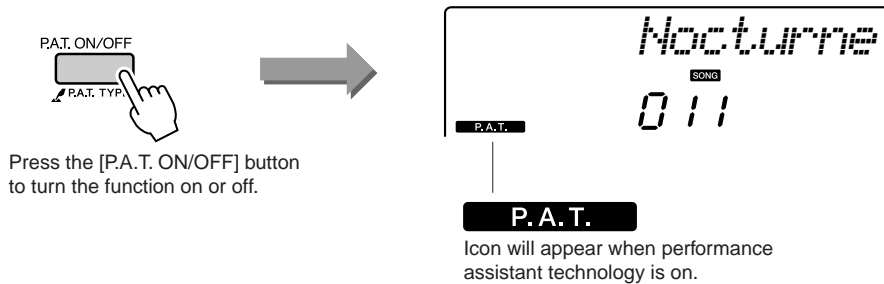 P.A.T. ON/OFF
P.A.T. TYP
Press the [P.A.T. ON/OFF] button
to turn the function on or off.
Nocturne
SONG
011
P.A.T.
P.A.T.
Icon will appear when performance
assistant technology is on.